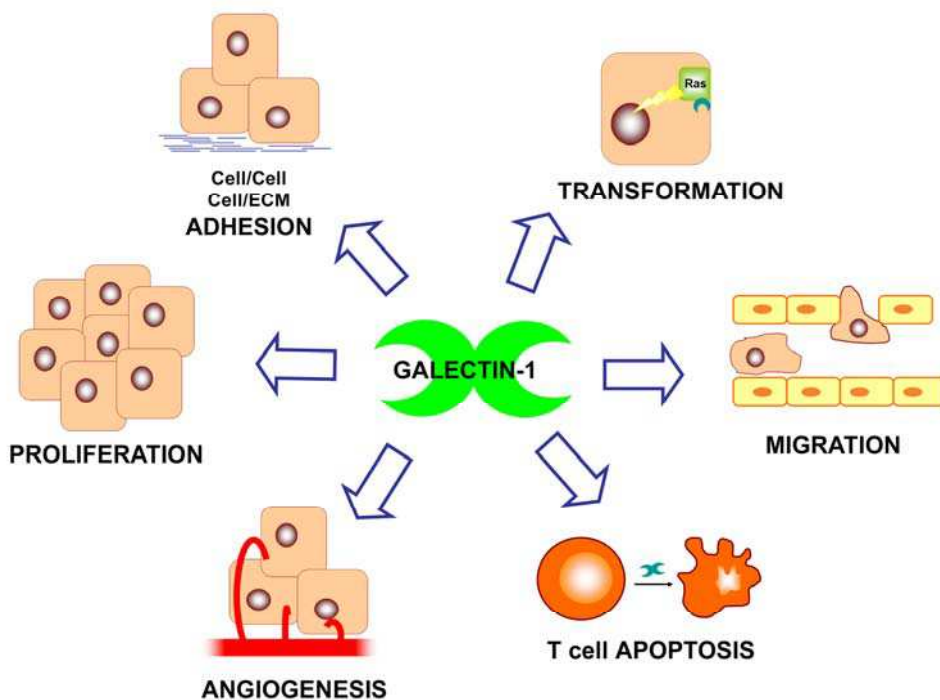 Ras
Cell/Cell
Cell/ECM
ADHESION
TRANSFORMATION
GALECTIN-1
PROLIFERATION
MIGRATION
T cell APOPTOSIS
ANGIOGENESIS